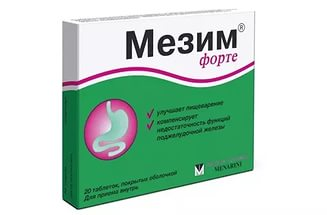 Мезим®
форте
улучшает пищеварение
компенсирует
недостаточность функций
поджелудочной железы
20 таблеток, покрытых оболочкой
Для приема внутрь
MENARINI